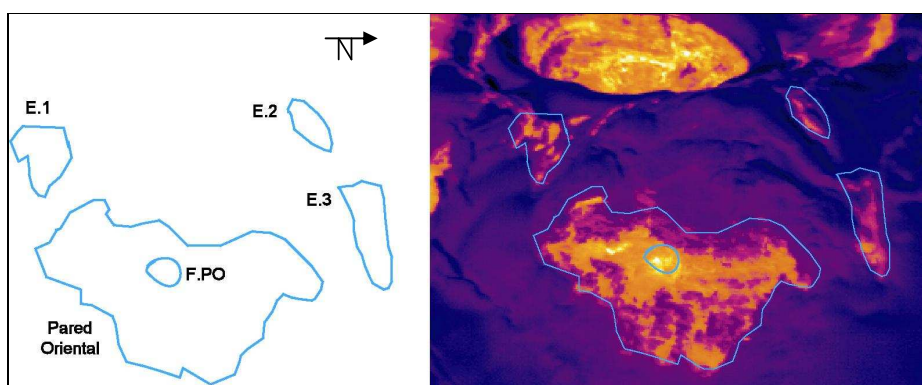 N
E.1
E.2
E.3
F.PO
Pared
Oriental